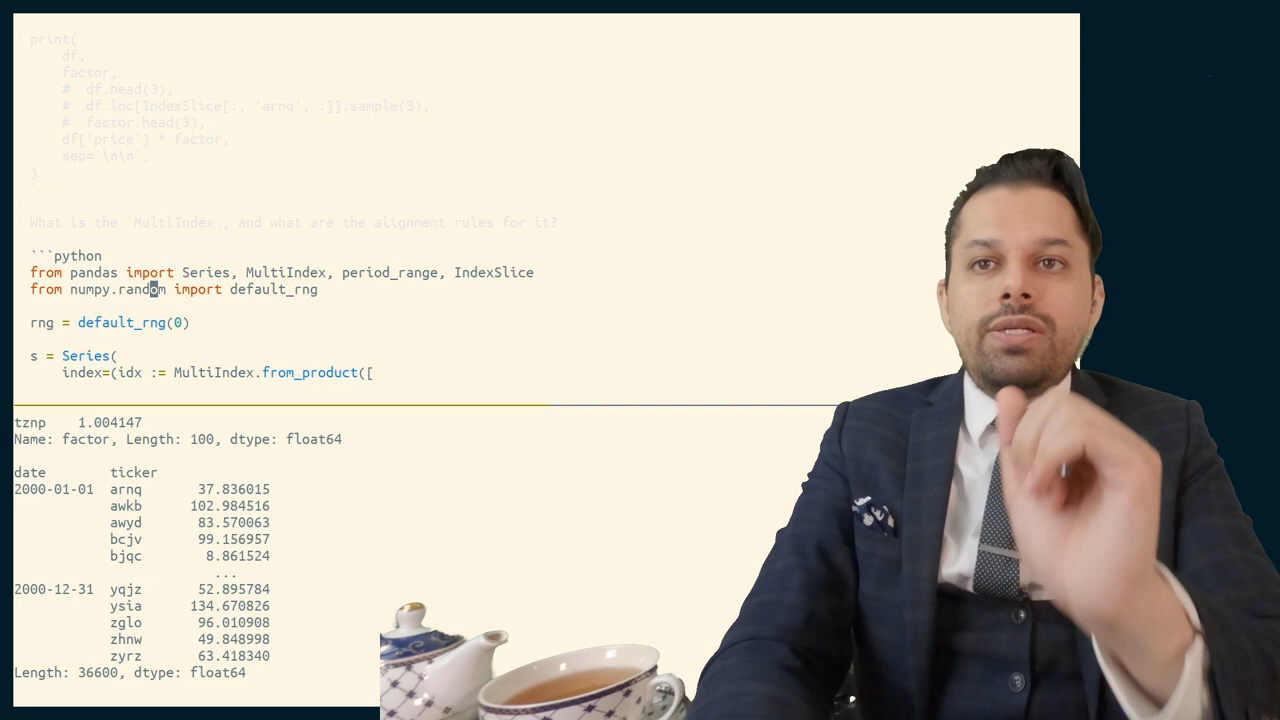 print(
    df,
    factor,
    #  df.head(3),
    #  df.loc[IndexSlice[:, 'arnq', :]].sample(3),
    #  factor.head(3),
    df['price'] * factor,
    sep='\n\n',
)
```
What is the `MultiIndex`, and what are the alignment rules for it?
```python
from pandas import Series, MultiIndex, period_range, IndexSlice
from numpy.random import default_rng
rng = default_rng(0)
s = Series(
    index=(idx := MultiIndex.from_product([
tznp    1.004147
Name: factor, Length: 100, dtype: float64
date        ticker
2000-01-01  arnq       37.836015
            awkb      102.984516
            awyd       83.570063
            bcjv       99.156957
            bjqc        8.861524
                         ...
2000-12-31  yqjz       52.895784
            ysia      134.670826
            zglo       96.010908
            zhnw       49.848998
            zyrz       63.418340
Length: 36600, dtype: float64